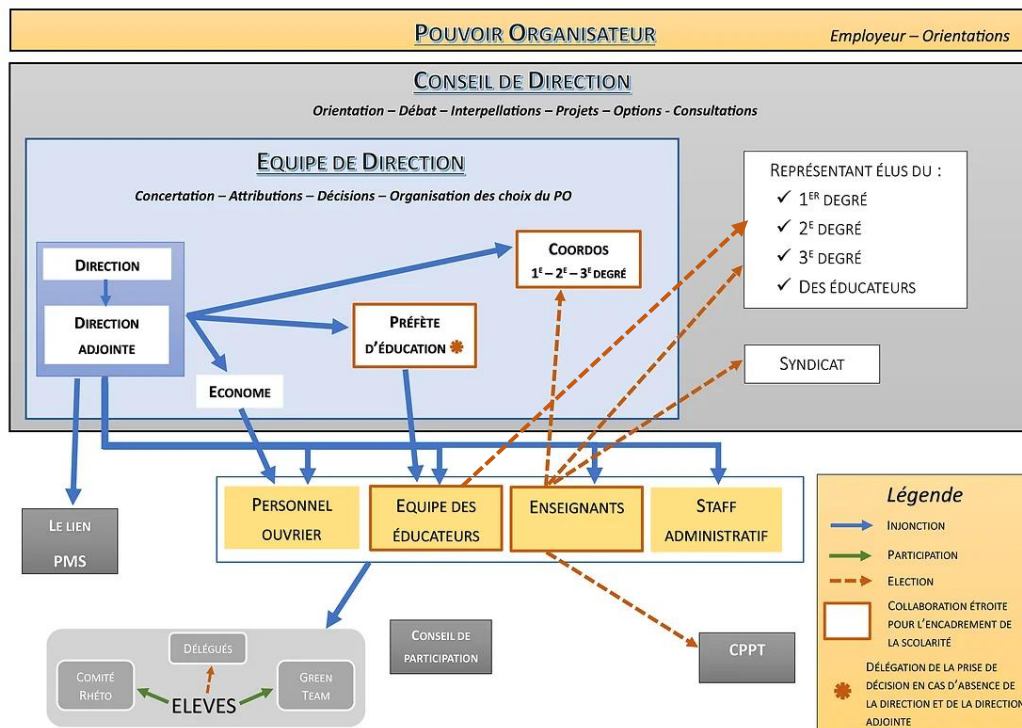 POUVOIR ORGANISATEUR
Employeur – Orientations
CONSEIL DE DIRECTION
Orientation – Débat – Interpellations – Projets – Options - Consultations
EQUIPE DE DIRECTION
Concertation – Attributions – Décisions – Organisation des choix du PO
REPRÉSENTANT ÉLUS DU :
✓ 1ER DEGRÉ
✓ 2E DEGRÉ
✓ 3E DEGRÉ
✓ DES ÉDUCATEURS
DIRECTION
DIRECTION
ADJOINTE
COORDOS
1E – 2E – 3E DEGRÉ
PRÉFÈTE
D'ÉDUCATION
ECONOME
SYNDICAT
LE LIEN
PMS
PERSONNEL
OUVRIER
EQUIPE DES
ÉDUCATEURS
ENSEIGNANTS
STAFF
ADMINISTRATIF
CONSEIL DE
PARTICIPATION
CPPT
DÉLÉGUÉS
COMITÉ
RHÉTO
GREEN
TEAM
ELEVES
Légende
INJONCTION
PARTICIPATION
ELECTION
COLLABORATION ÉTROITE
POUR L'ENCADREMENT DE
LA SCOLARITÉ
DÉLÉGATION DE LA PRISE DE
DÉCISION EN CAS D'ABSENCE DE
LA DIRECTION ET DE LA DIRECTION
ADJOINTE